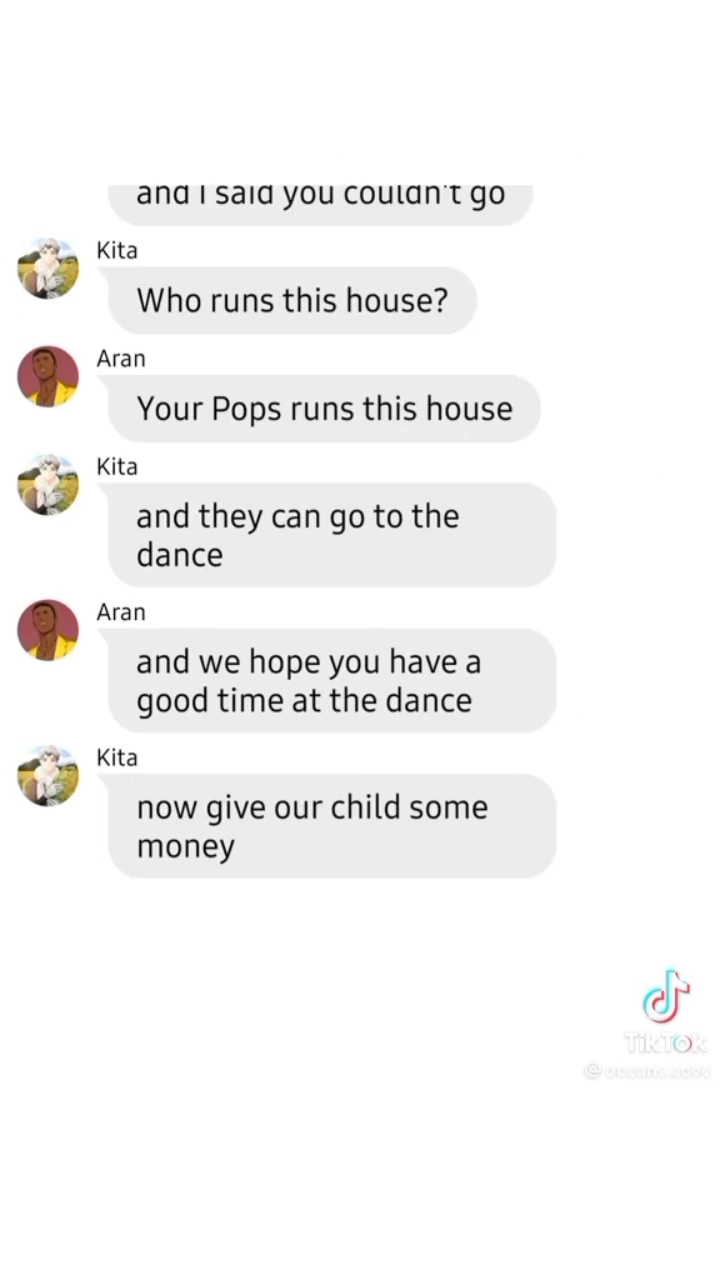 and I said you couldn't go
Kita
Who runs this house?
Aran
Your Pops runs this house
Kita
and they can go to the
dance
Aran
and we hope you have a
good time at the dance
Kita
now give our child some
money
TikTok